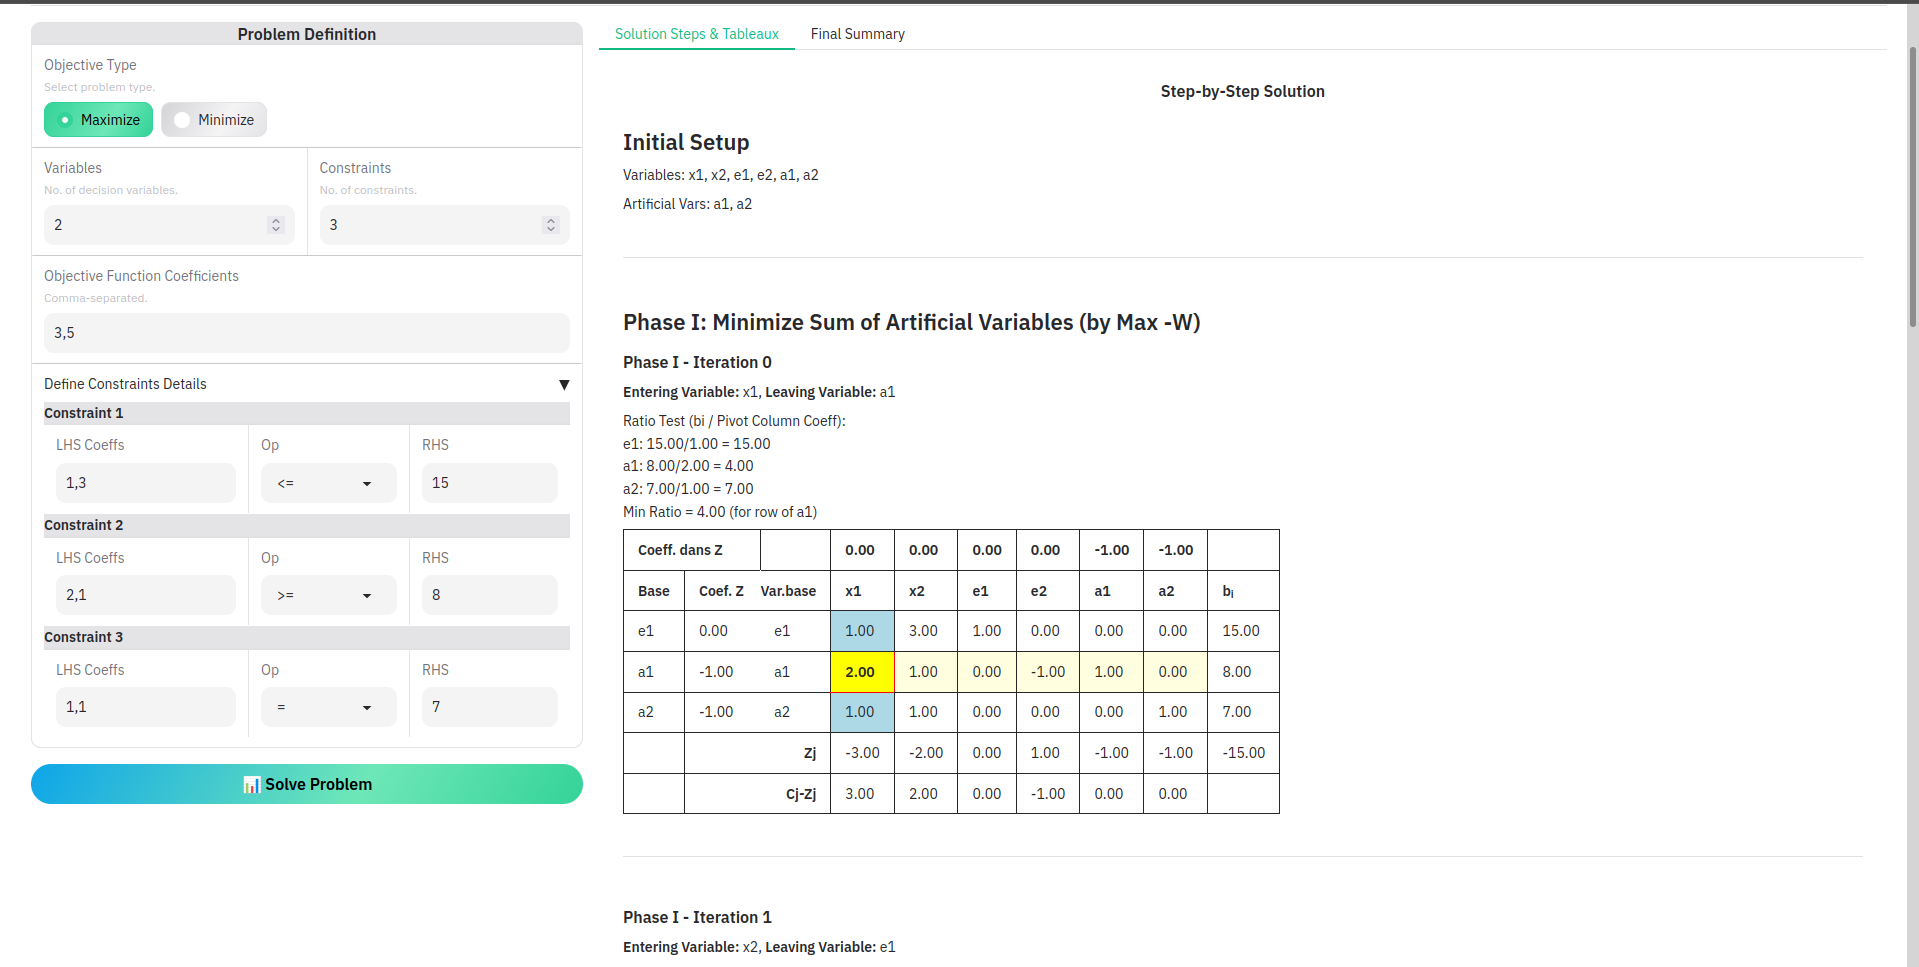 Problem Definition
Objective Type
Select problem type.
Maximize Minimize
Variables
No. of decision variables.
2
Constraints
No. of constraints.
3
Objective Function Coefficients
Comma-separated.
3,5
Define Constraints Details ▼
Constraint 1
LHS Coeffs Op RHS
1,3 <= 15
Constraint 2
LHS Coeffs Op RHS
2,1 >= 8
Constraint 3
LHS Coeffs Op RHS
1,1 = 7
📊 Solve Problem
Solution Steps & Tableaux Final Summary
Step-by-Step Solution
Initial Setup
Variables: x1, x2, e1, e2, a1, a2
Artificial Vars: a1, a2
Phase I: Minimize Sum of Artificial Variables (by Max -W)
Phase I - Iteration 0
Entering Variable: x1, Leaving Variable: a1
Ratio Test (bi / Pivot Column Coeff):
e1: 15.00/1.00 = 15.00
a1: 8.00/2.00 = 4.00
a2: 7.00/1.00 = 7.00
Min Ratio = 4.00 (for row of a1)
Coeff. dans Z 0.00 0.00 0.00 0.00 -1.00 -1.00
Base Coef. Z Var.base x1 x2 e1 e2 a1 a2 bᵢ
e1 0.00 e1 1.00 3.00 1.00 0.00 0.00 0.00 15.00
a1 -1.00 a1 2.00 1.00 0.00 -1.00 1.00 0.00 8.00
a2 -1.00 a2 1.00 1.00 0.00 0.00 0.00 1.00 7.00
Zj -3.00 -2.00 0.00 1.00 -1.00 -1.00 -15.00
Cj-Zj 3.00 2.00 0.00 -1.00 0.00 0.00
Phase I - Iteration 1
Entering Variable: x2, Leaving Variable: e1